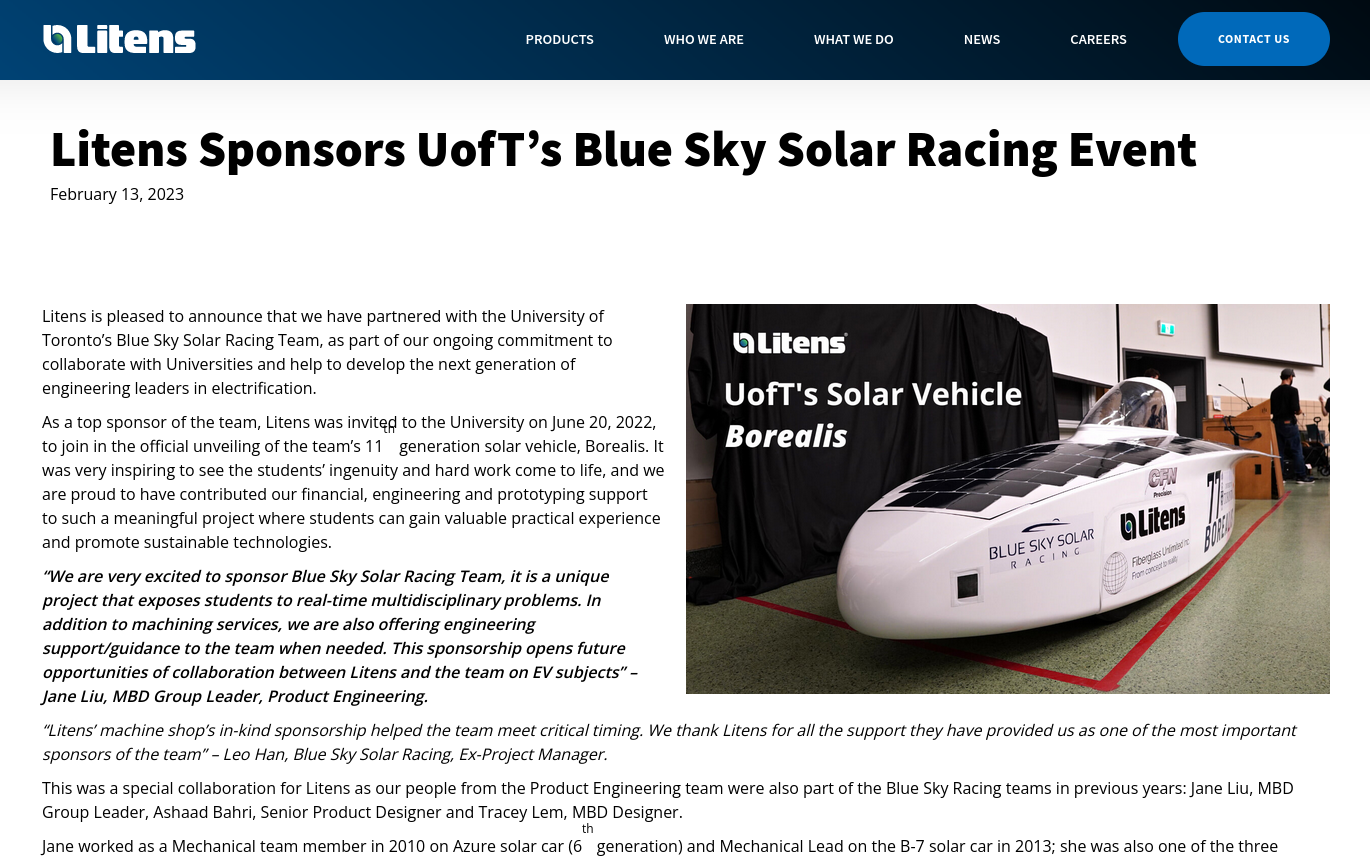 Litens
PRODUCTS
WHO WE ARE
WHAT WE DO
NEWS
CAREERS
CONTACT US
Litens Sponsors UofT’s Blue Sky Solar Racing Event
February 13, 2023
Litens is pleased to announce that we have partnered with the University of
Toronto’s Blue Sky Solar Racing Team, as part of our ongoing commitment to
collaborate with Universities and help to develop the next generation of
engineering leaders in electrification.
As a top sponsor of the team, Litens was invited to the University on June 20, 2022,
to join in the official unveiling of the team’s 11th generation solar vehicle, Borealis. It
was very inspiring to see the students’ ingenuity and hard work come to life, and we
are proud to have contributed our financial, engineering and prototyping support
to such a meaningful project where students can gain valuable practical experience
and promote sustainable technologies.
“We are very excited to sponsor Blue Sky Solar Racing Team, it is a unique
project that exposes students to real-time multidisciplinary problems. In
addition to machining services, we are also offering engineering
support/guidance to the team when needed. This sponsorship opens future
opportunities of collaboration between Litens and the team on EV subjects” –
Jane Liu, MBD Group Leader, Product Engineering.
Litens
UofT's Solar Vehicle
Borealis
CFN
Precision
BLUE SKY SOLAR
RACING
Litens
Fiberglass Unlimited Inc
From concept to reality
77
“Litens’ machine shop’s in-kind sponsorship helped the team meet critical timing. We thank Litens for all the support they have provided us as one of the most important
sponsors of the team” – Leo Han, Blue Sky Solar Racing, Ex-Project Manager.
This was a special collaboration for Litens as our people from the Product Engineering team were also part of the Blue Sky Racing teams in previous years: Jane Liu, MBD
Group Leader, Ashaad Bahri, Senior Product Designer and Tracey Lem, MBD Designer.
Jane worked as a Mechanical team member in 2010 on Azure solar car (6th generation) and Mechanical Lead on the B-7 solar car in 2013; she was also one of the three